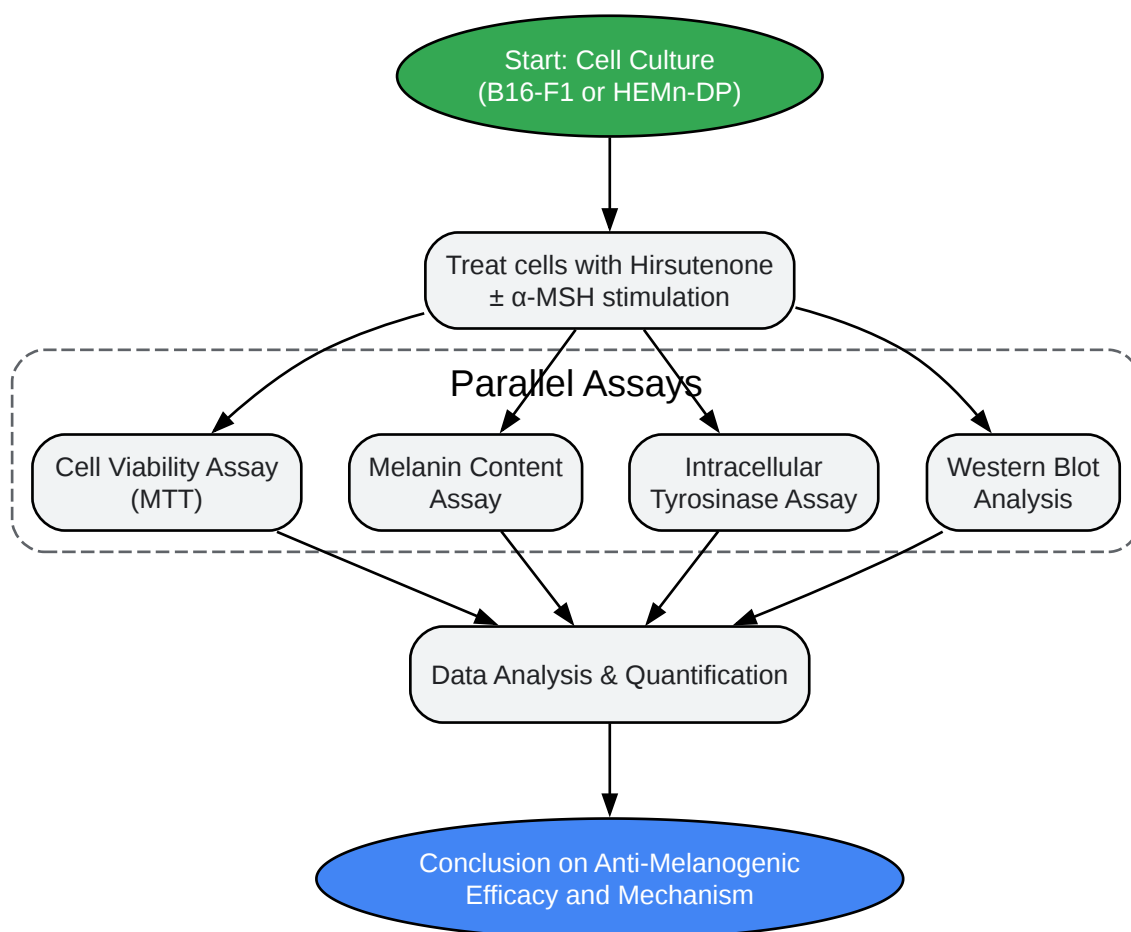 Start: Cell Culture
(B16-F1 or HEMn-DP)
Treat cells with Hirsutenone
± α-MSH stimulation
Parallel Assays
Cell Viability Assay
(MTT)
Melanin Content
Assay
Intracellular
Tyrosinase Assay
Western Blot
Analysis
Data Analysis & Quantification
Conclusion on Anti-Melanogenic
Efficacy and Mechanism